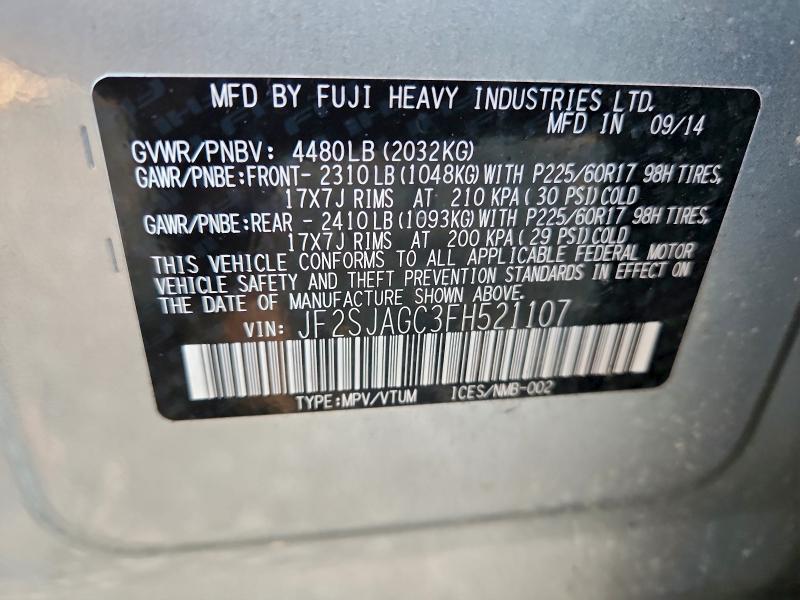 MFD BY FUJI HEAVY INDUSTRIES LTD.
MFD IN 09/14
GVWR/PNBV: 4480LB(2032KG)
GAWR/PNBE:FRONT-2310LB(1048KG)WITH P225/60R17 98H TIRES,
17X7J RIMS AT 210 KPA(30 PSI)COLD
GAWR/PNBE:REAR -2410LB(1093KG)WITH P225/60R17 98H TIRES,
17X7J RIMS AT 200 KPA(29 PSI)COLD
THIS VEHICLE CONFORMS TO ALL APPLICABLE FEDERAL MOTOR
VEHICLE SAFETY AND THEFT PREVENTION STANDARDS IN EFFECT ON
THE DATE OF MANUFACTURE SHOWN ABOVE.
VIN: JF2SJAGC3FH521107
TYPE:MPV/VTUM ICES/NMB-002